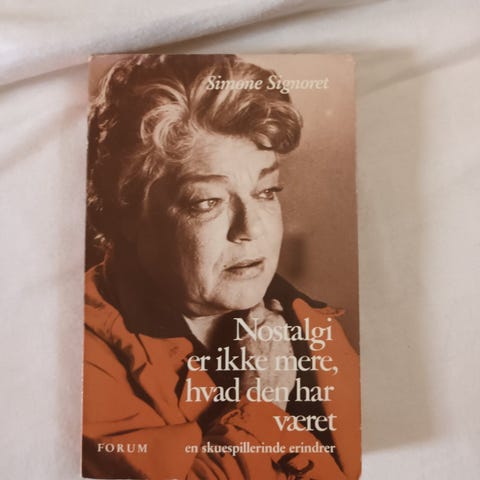 Simone Signoret
Nostalgi
er ikke mere,
hvad den har
været
FORUM
en skuespillerinde erindrer